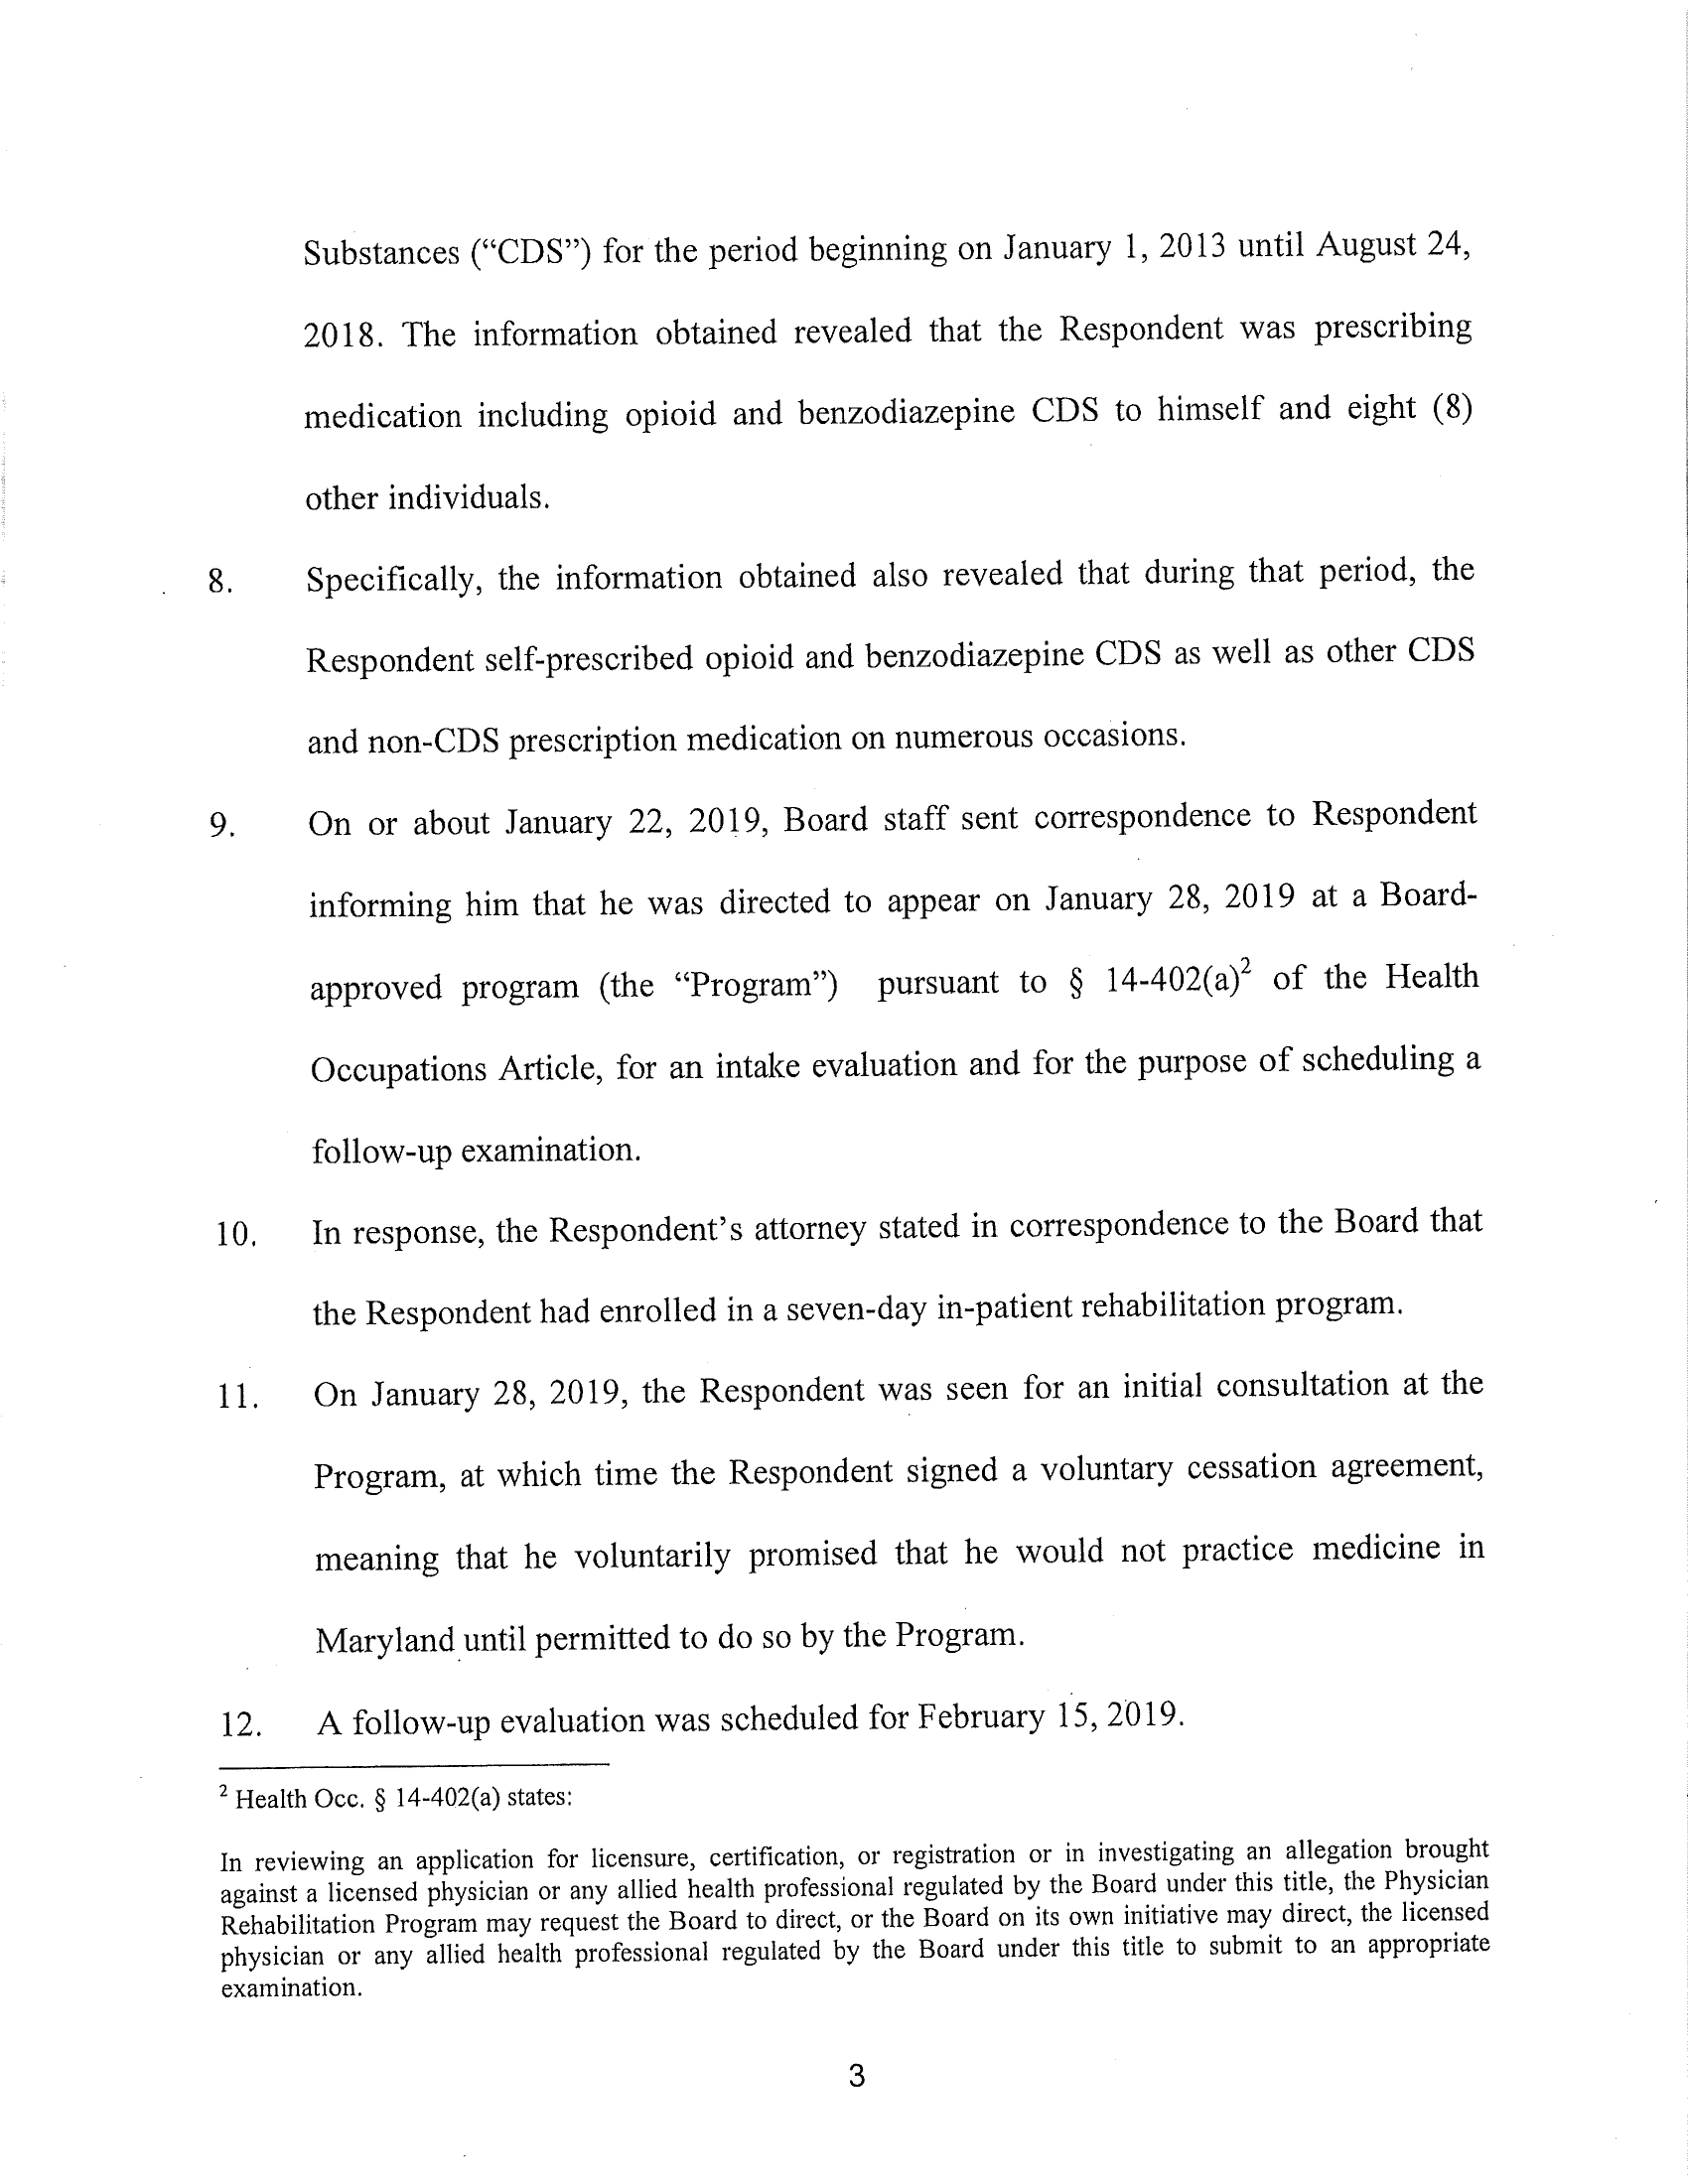 Substances (“CDS”) for the period beginning on January 1, 2013 until August 24,
2018. The information obtained revealed that the Respondent was prescribing
medication including opioid and benzodiazepine CDS to himself and eight (8)
other individuals.
8. Specifically, the information obtained also revealed that during that period, the
Respondent self-prescribed opioid and benzodiazepine CDS as well as other CDS
and non-CDS prescription medication on numerous occasions.
9. On or about January 22, 2019, Board staff sent correspondence to Respondent
informing him that he was directed to appear on January 28, 2019 at a Board-
approved program (the “Program”) pursuant to § 14-402(a)² of the Health
Occupations Article, for an intake evaluation and for the purpose of scheduling a
follow-up examination.
10. In response, the Respondent’s attorney stated in correspondence to the Board that
the Respondent had enrolled in a seven-day in-patient rehabilitation program.
11. On January 28, 2019, the Respondent was seen for an initial consultation at the
Program, at which time the Respondent signed a voluntary cessation agreement,
meaning that he voluntarily promised that he would not practice medicine in
Maryland until permitted to do so by the Program.
12. A follow-up evaluation was scheduled for February 15, 2019.
² Health Occ. § 14-402(a) states:
In reviewing an application for licensure, certification, or registration or in investigating an allegation brought
against a licensed physician or any allied health professional regulated by the Board under this title, the Physician
Rehabilitation Program may request the Board to direct, or the Board on its own initiative may direct, the licensed
physician or any allied health professional regulated by the Board under this title to submit to an appropriate
examination.
3